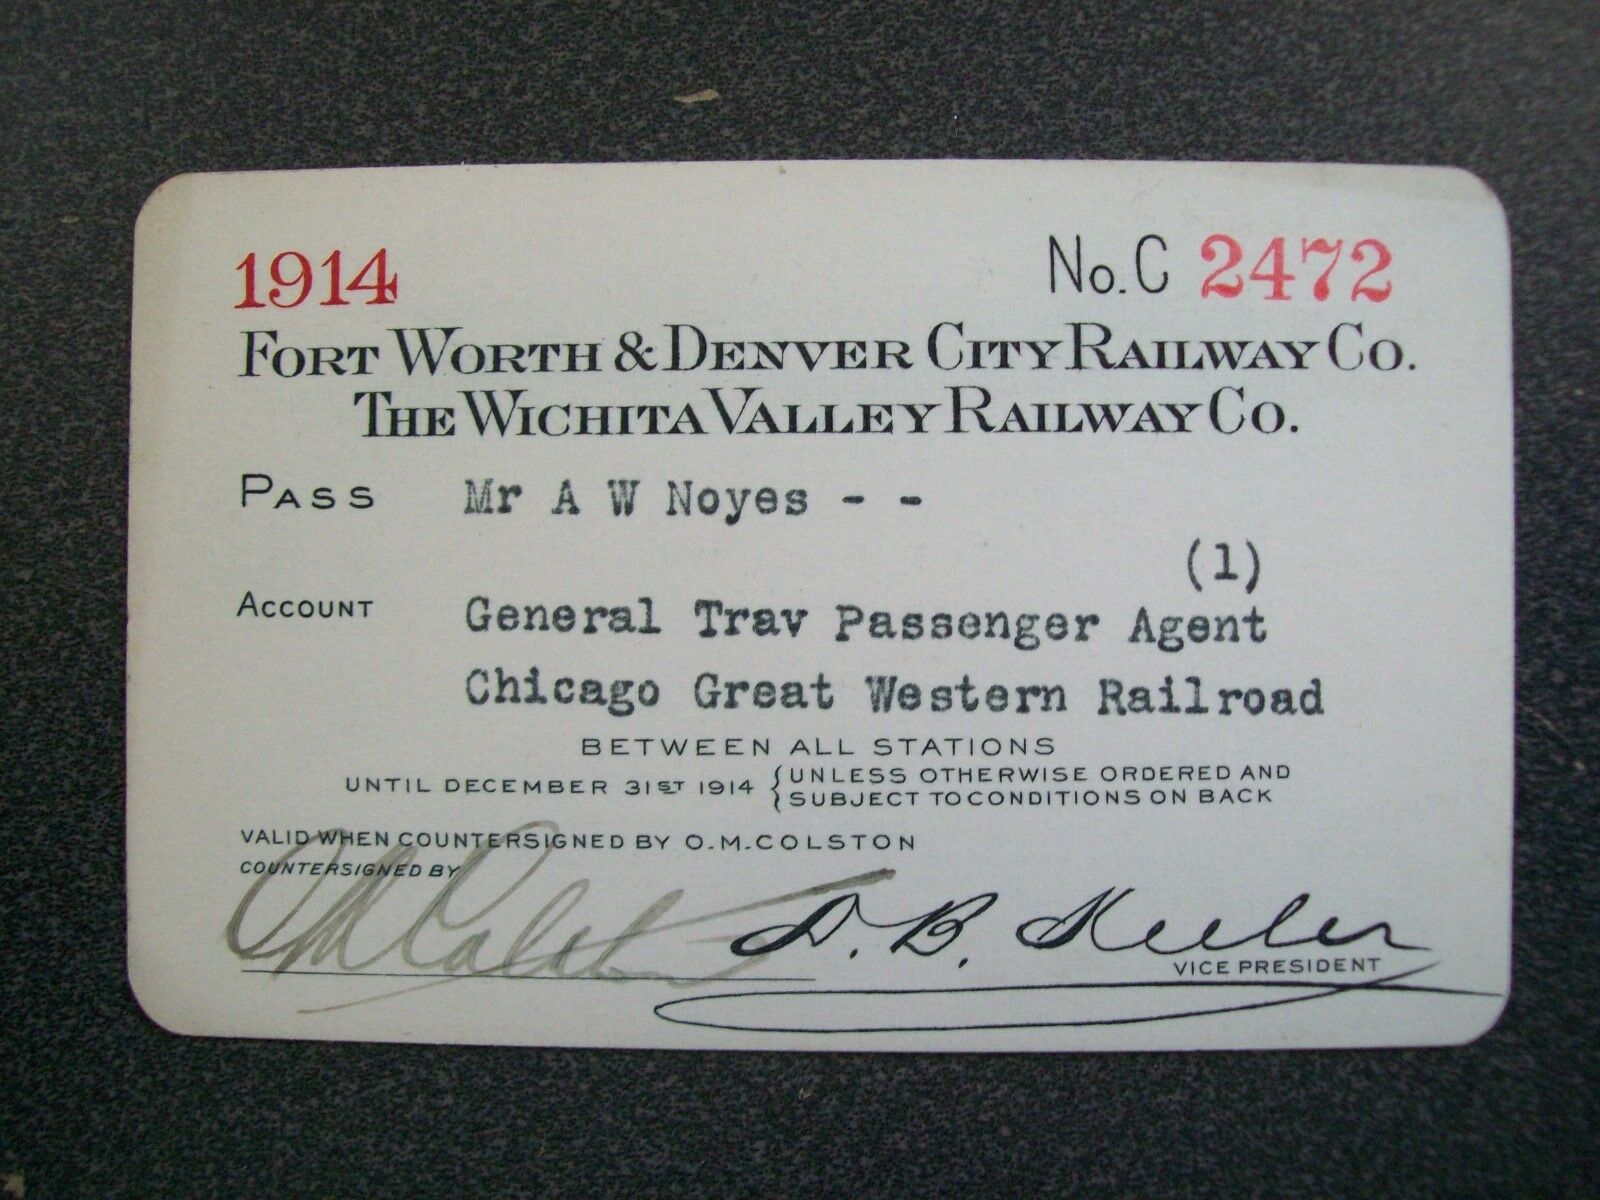 1914 No. C 2472
FORT WORTH & DENVER CITY RAILWAY CO.
THE WICHITA VALLEY RAILWAY CO.
PASS Mr A W Noyes - -
(1)
ACCOUNT General Trav Passenger Agent
Chicago Great Western Railroad
BETWEEN ALL STATIONS
UNTIL DECEMBER 31ST 1914 { UNLESS OTHERWISE ORDERED AND
SUBJECT TO CONDITIONS ON BACK
VALID WHEN COUNTERSIGNED BY O.M.COLSTON
COUNTERSIGNED BY
O M Colston D. B. Keeler
VICE PRESIDENT